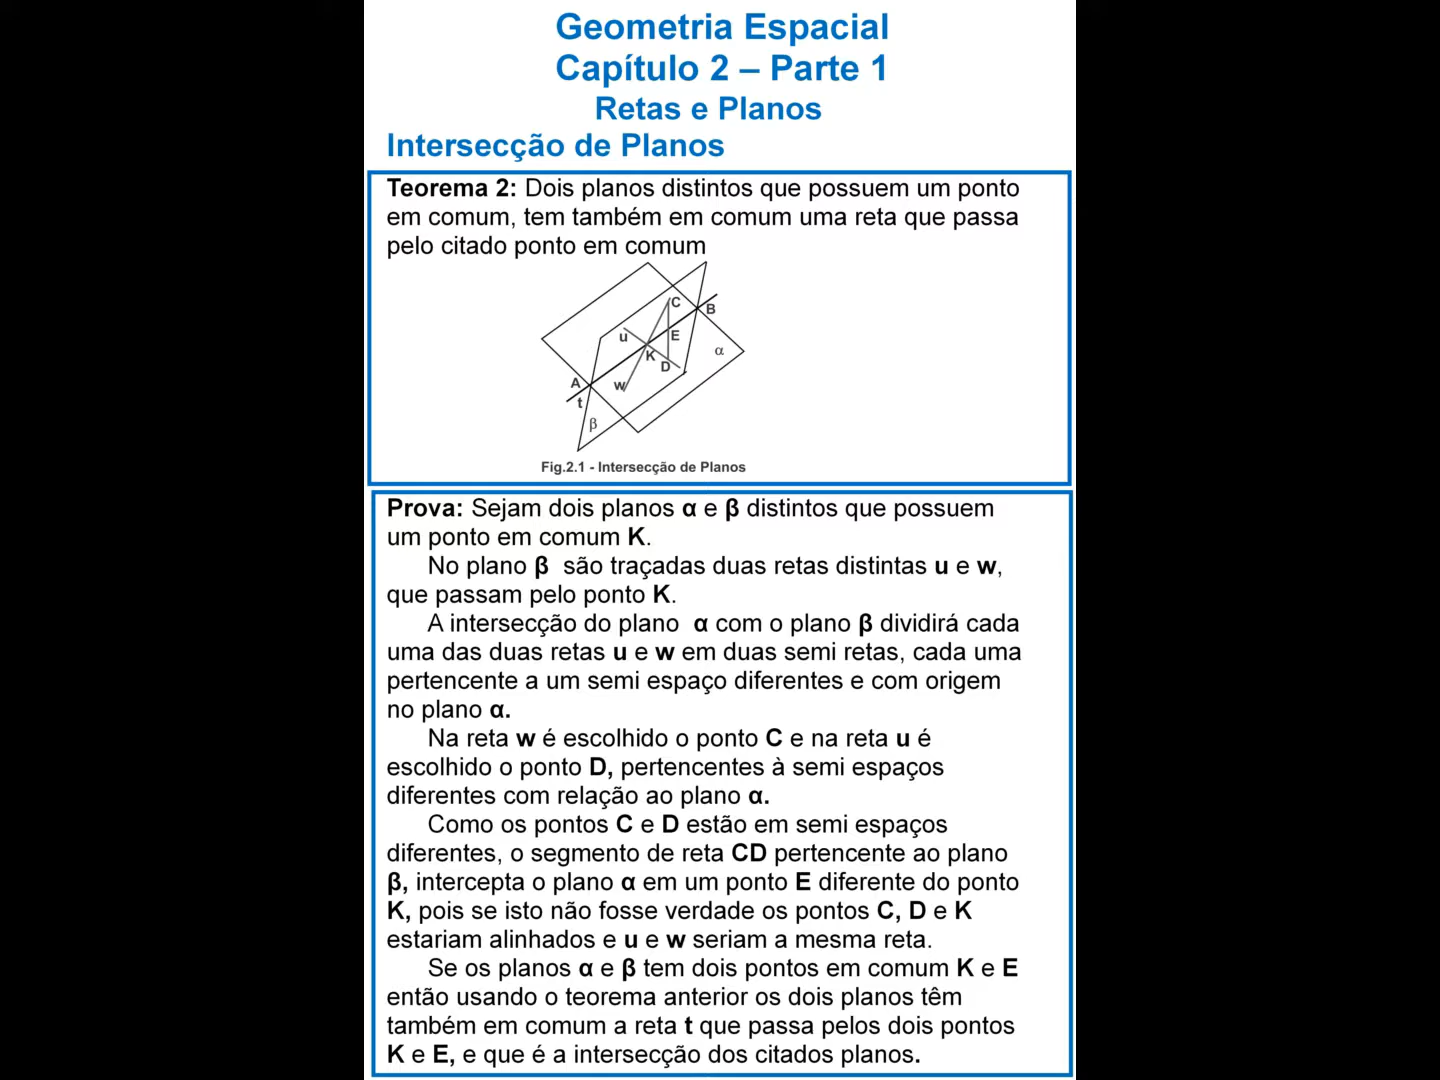 Geometria Espacial
Capítulo 2 – Parte 1
Retas e Planos
Intersecção de Planos
Teorema 2: Dois planos distintos que possuem um ponto
em comum, tem também em comum uma reta que passa
pelo citado ponto em comum
C
B
u
E
K
α
D
A
w
t
β
Fig.2.1 - Intersecção de Planos
Prova: Sejam dois planos α e β distintos que possuem
um ponto em comum K.
No plano β são traçadas duas retas distintas u e w,
que passam pelo ponto K.
A intersecção do plano α com o plano β dividirá cada
uma das duas retas u e w em duas semi retas, cada uma
pertencente a um semi espaço diferentes e com origem
no plano α.
Na reta w é escolhido o ponto C e na reta u é
escolhido o ponto D, pertencentes à semi espaços
diferentes com relação ao plano α.
Como os pontos C e D estão em semi espaços
diferentes, o segmento de reta CD pertencente ao plano
β, intercepta o plano α em um ponto E diferente do ponto
K, pois se isto não fosse verdade os pontos C, D e K
estariam alinhados e u e w seriam a mesma reta.
Se os planos α e β tem dois pontos em comum K e E
então usando o teorema anterior os dois planos têm
também em comum a reta t que passa pelos dois pontos
K e E, e que é a intersecção dos citados planos.